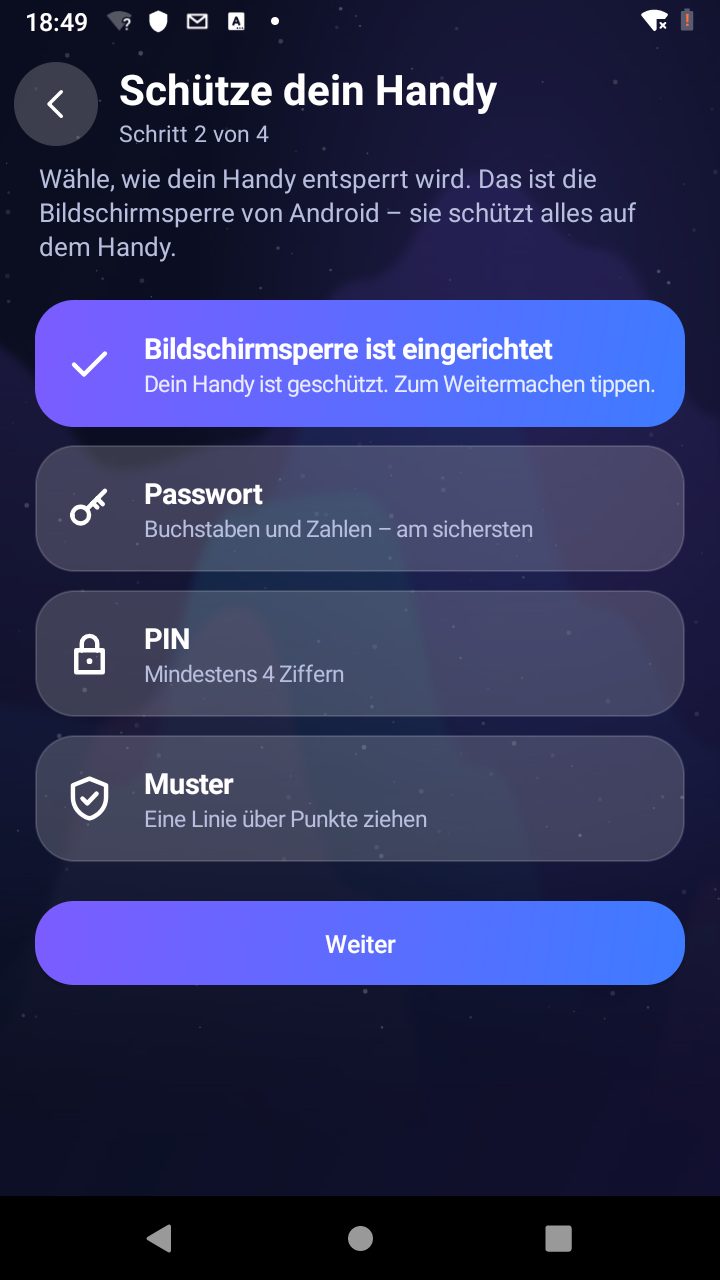 18:49
Schütze dein Handy
Schritt 2 von 4
Wähle, wie dein Handy entsperrt wird. Das ist die
Bildschirmsperre von Android – sie schützt alles auf
dem Handy.
Bildschirmsperre ist eingerichtet
Dein Handy ist geschützt. Zum Weitermachen tippen.
Passwort
Buchstaben und Zahlen – am sichersten
PIN
Mindestens 4 Ziffern
Muster
Eine Linie über Punkte ziehen
Weiter